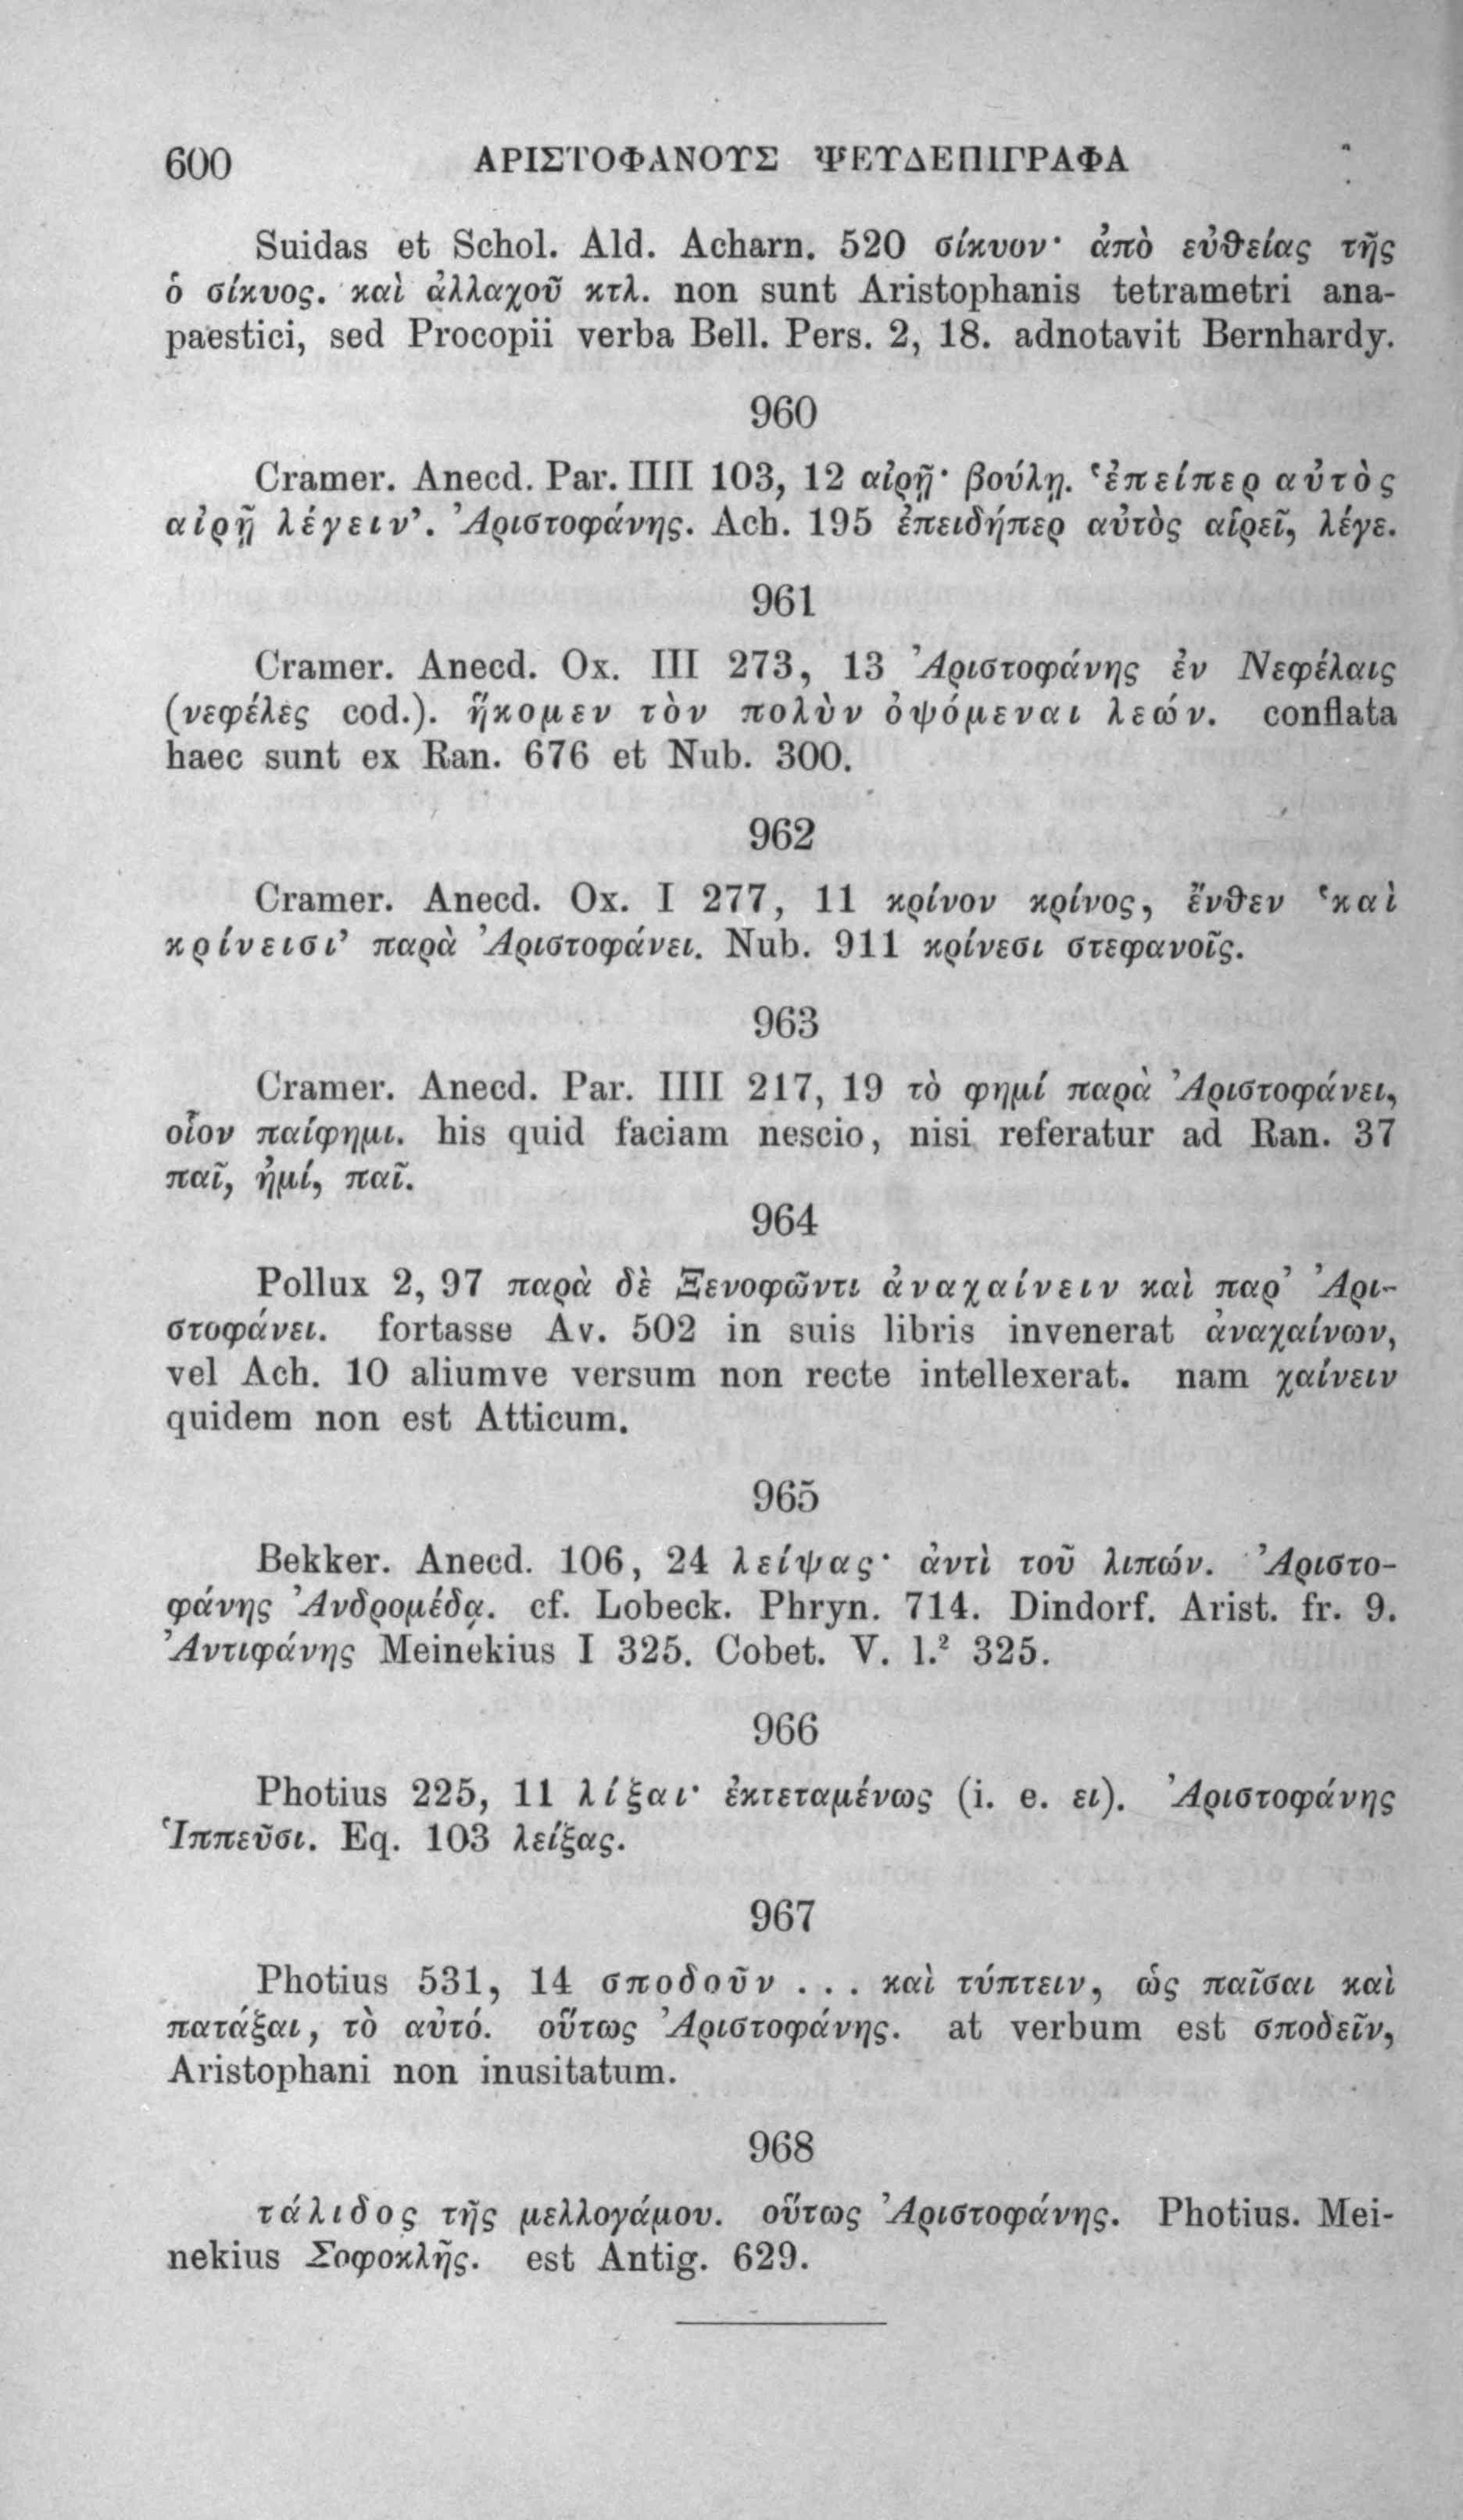 600 ΑΡΙΣΤΟΦΑΝΟΥΣ ΨΕΥΔΕΠΙΓΡΑΦΑ
Suidas et Schol. Ald. Acharn. 520 σίκυον· ἀπὸ εὐθείας τῆς
ὁ σίκυος. καὶ ἀλλαχοῦ κτλ. non sunt Aristophanis tetrametri ana-
paestici, sed Procopii verba Bell. Pers. 2, 18. adnotavit Bernhardy.
960
Cramer. Anecd. Par. IIII 103, 12 αἱρῇ· βούλῃ. ‘ἐπείπερ αὐτὸς
αἱρῇ λέγειν’. Ἀριστοφάνης. Ach. 195 ἐπειδήπερ αὐτὸς αἱρεῖ, λέγε.
961
Cramer. Anecd. Ox. III 273, 13 Ἀριστοφάνης ἐν Νεφέλαις
(νεφέλες cod.). ἥκομεν τὸν πολὺν ὀψόμεναι λεών. conflata
haec sunt ex Ran. 676 et Nub. 300.
962
Cramer. Anecd. Ox. I 277, 11 κρίνον κρίνος, ἔνθεν ‘καὶ
κρίνεισι’ παρὰ Ἀριστοφάνει. Nub. 911 κρίνεσι στεφανοῖς.
963
Cramer. Anecd. Par. IIII 217, 19 τὸ φημί παρὰ Ἀριστοφάνει,
οἷον παίφημι. his quid faciam nescio, nisi referatur ad Ran. 37
παῖ, ἠμί, παῖ.
964
Pollux 2, 97 παρὰ δὲ Ξενοφῶντι ἀναχαίνειν καὶ παρ’ Ἀρι-
στοφάνει. fortasse Av. 502 in suis libris invenerat ἀναχαίνων,
vel Ach. 10 aliumve versum non recte intellexerat. nam χαίνειν
quidem non est Atticum.
965
Bekker. Anecd. 106, 24 λείψας· ἀντὶ τοῦ λιπών. Ἀριστο-
φάνης Ἀνδρομέδᾳ. cf. Lobeck. Phryn. 714. Dindorf. Arist. fr. 9.
Ἀντιφάνης Meinekius I 325. Cobet. V. l.² 325.
966
Photius 225, 11 λίξαι· ἐκτεταμένως (i. e. ει). Ἀριστοφάνης
Ἱππεῦσι. Eq. 103 λείξας.
967
Photius 531, 14 σποδοῦν ... καὶ τύπτειν, ὡς παῖσαι καὶ
πατάξαι, τὸ αὐτό. οὕτως Ἀριστοφάνης. at verbum est σποδεῖν,
Aristophani non inusitatum.
968
τάλιδος τῆς μελλογάμου. οὕτως Ἀριστοφάνης. Photius. Mei-
nekius Σοφοκλῆς. est Antig. 629.